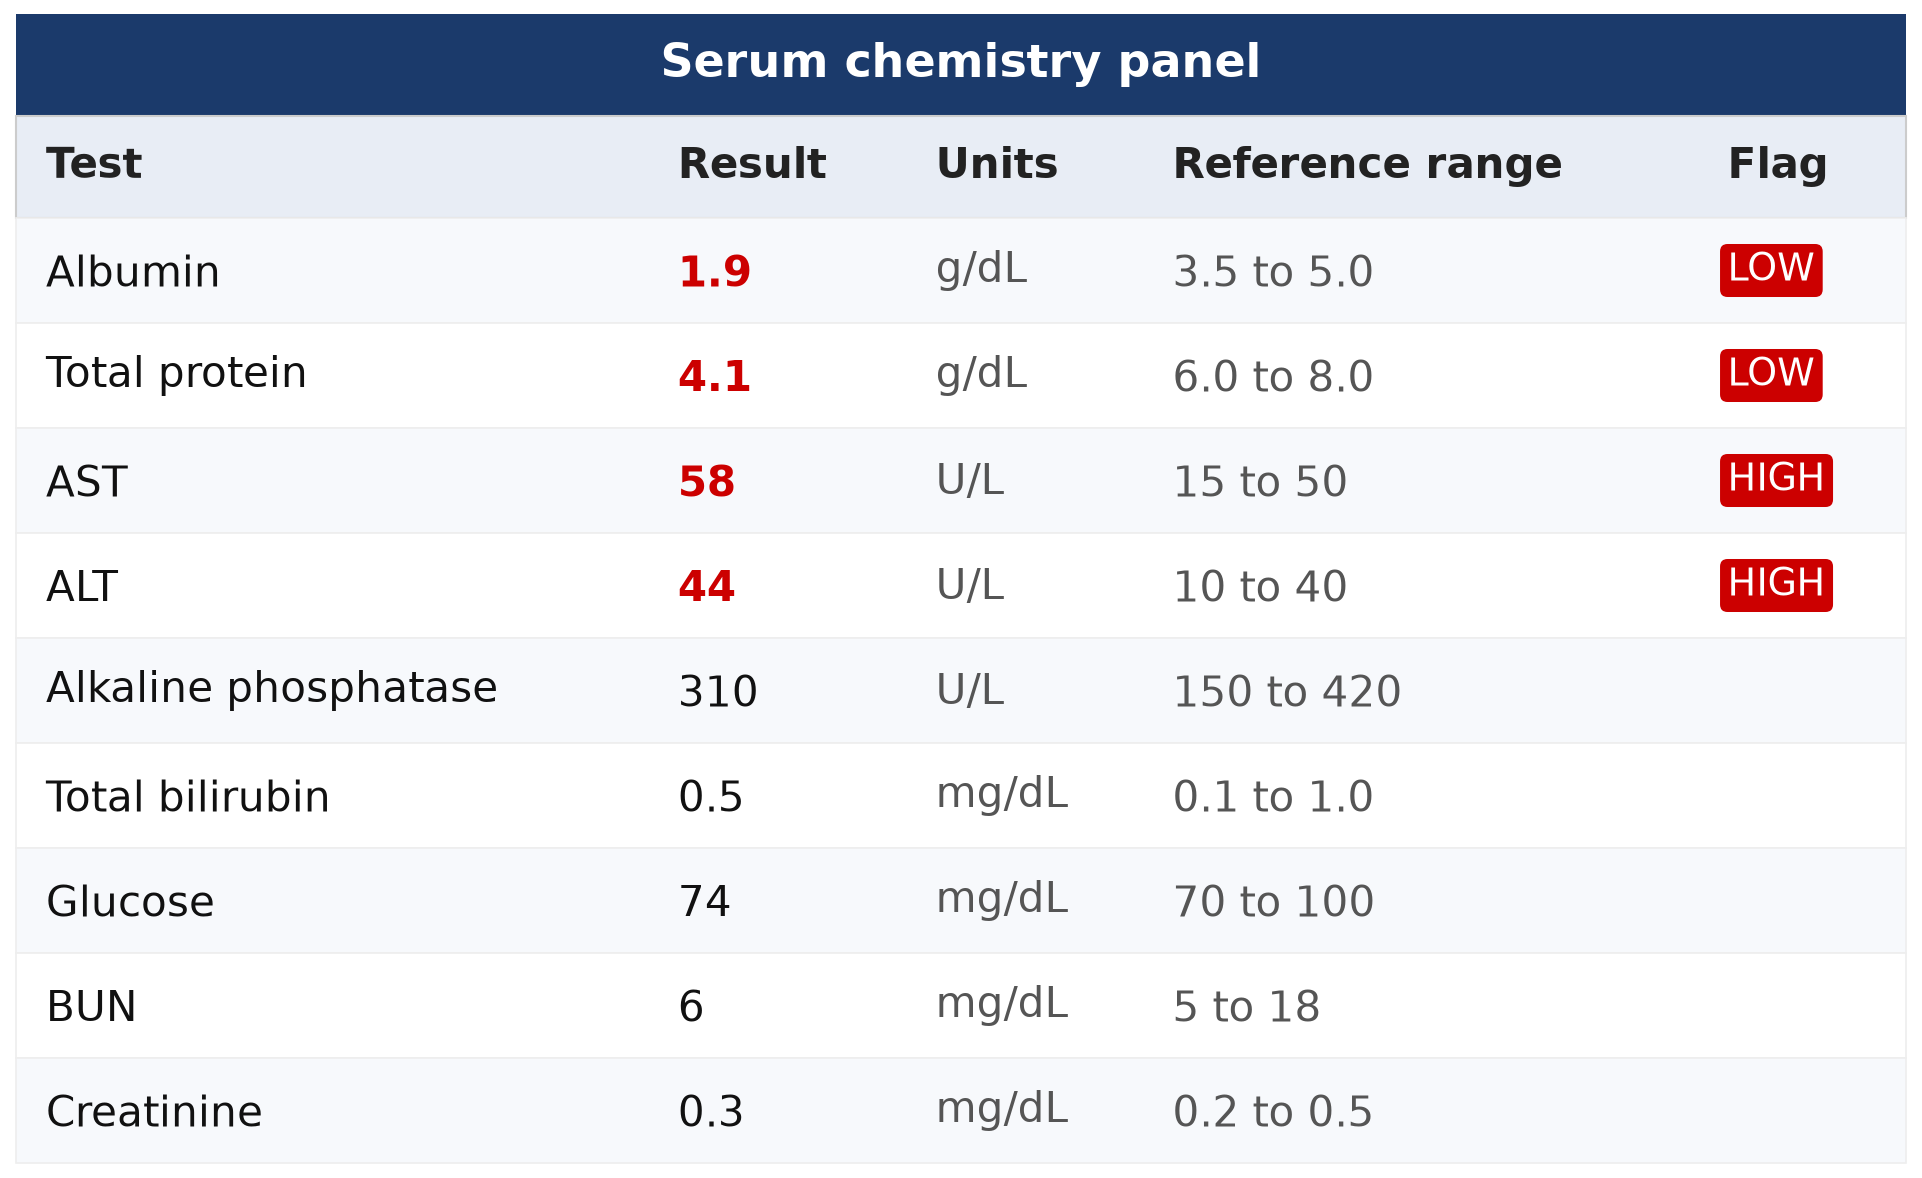 Serum chemistry panel
Test Result Units Reference range Flag
Albumin 1.9 g/dL 3.5 to 5.0 LOW
Total protein 4.1 g/dL 6.0 to 8.0 LOW
AST 58 U/L 15 to 50 HIGH
ALT 44 U/L 10 to 40 HIGH
Alkaline phosphatase 310 U/L 150 to 420
Total bilirubin 0.5 mg/dL 0.1 to 1.0
Glucose 74 mg/dL 70 to 100
BUN 6 mg/dL 5 to 18
Creatinine 0.3 mg/dL 0.2 to 0.5